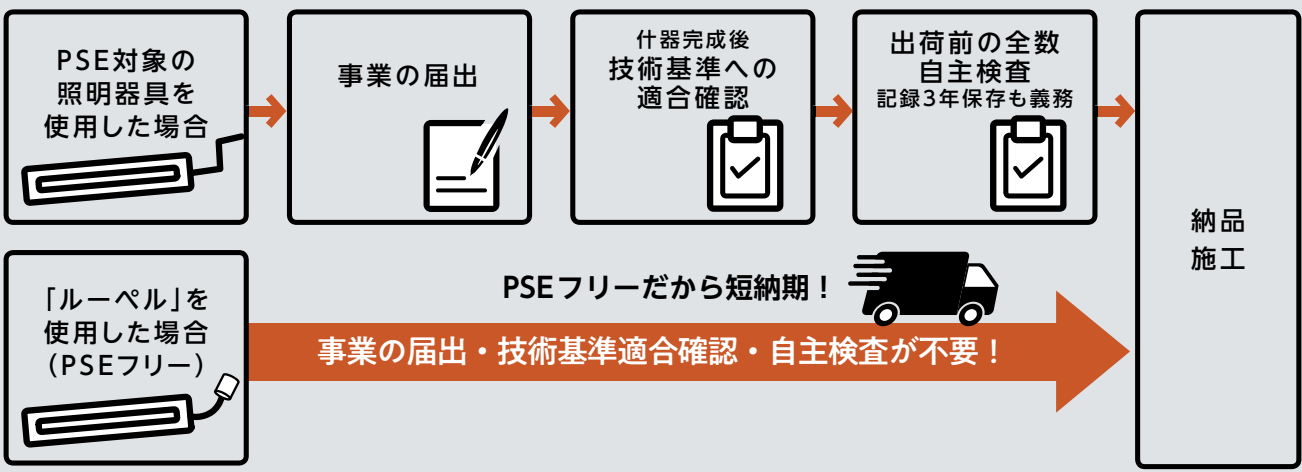 PSE対象の
照明器具を
使用した場合
事業の届出
什器完成後
技術基準への
適合確認
出荷前の全数
自主検査
記録3年保存も義務
納品
施工
「ルーペル」を
使用した場合
（PSEフリー）
PSEフリーだから短納期！
事業の届出・技術基準適合確認・自主検査が不要！